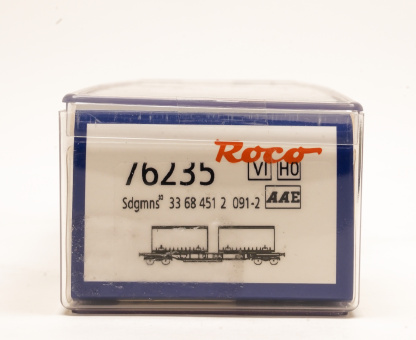 Roco
76235 VI H0
Sdgmns 33 68 451 2 091-2 AAE